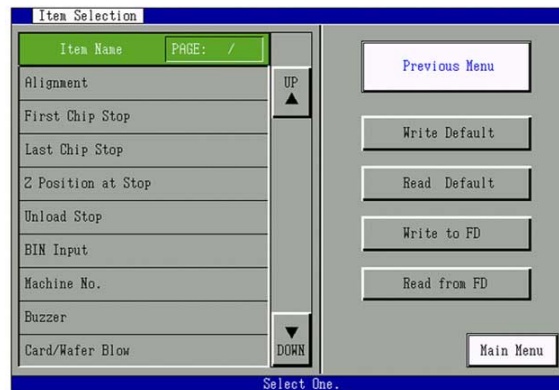 Item Selection
Item Name PAGE: /
Alignment
First Chip Stop
Last Chip Stop
Z Position at Stop
Unload Stop
BIN Input
Machine No.
Buzzer
Card/Wafer Blow
UP
DOWN
Previous Menu
Write Default
Read Default
Write to FD
Read from FD
Main Menu
Select One.